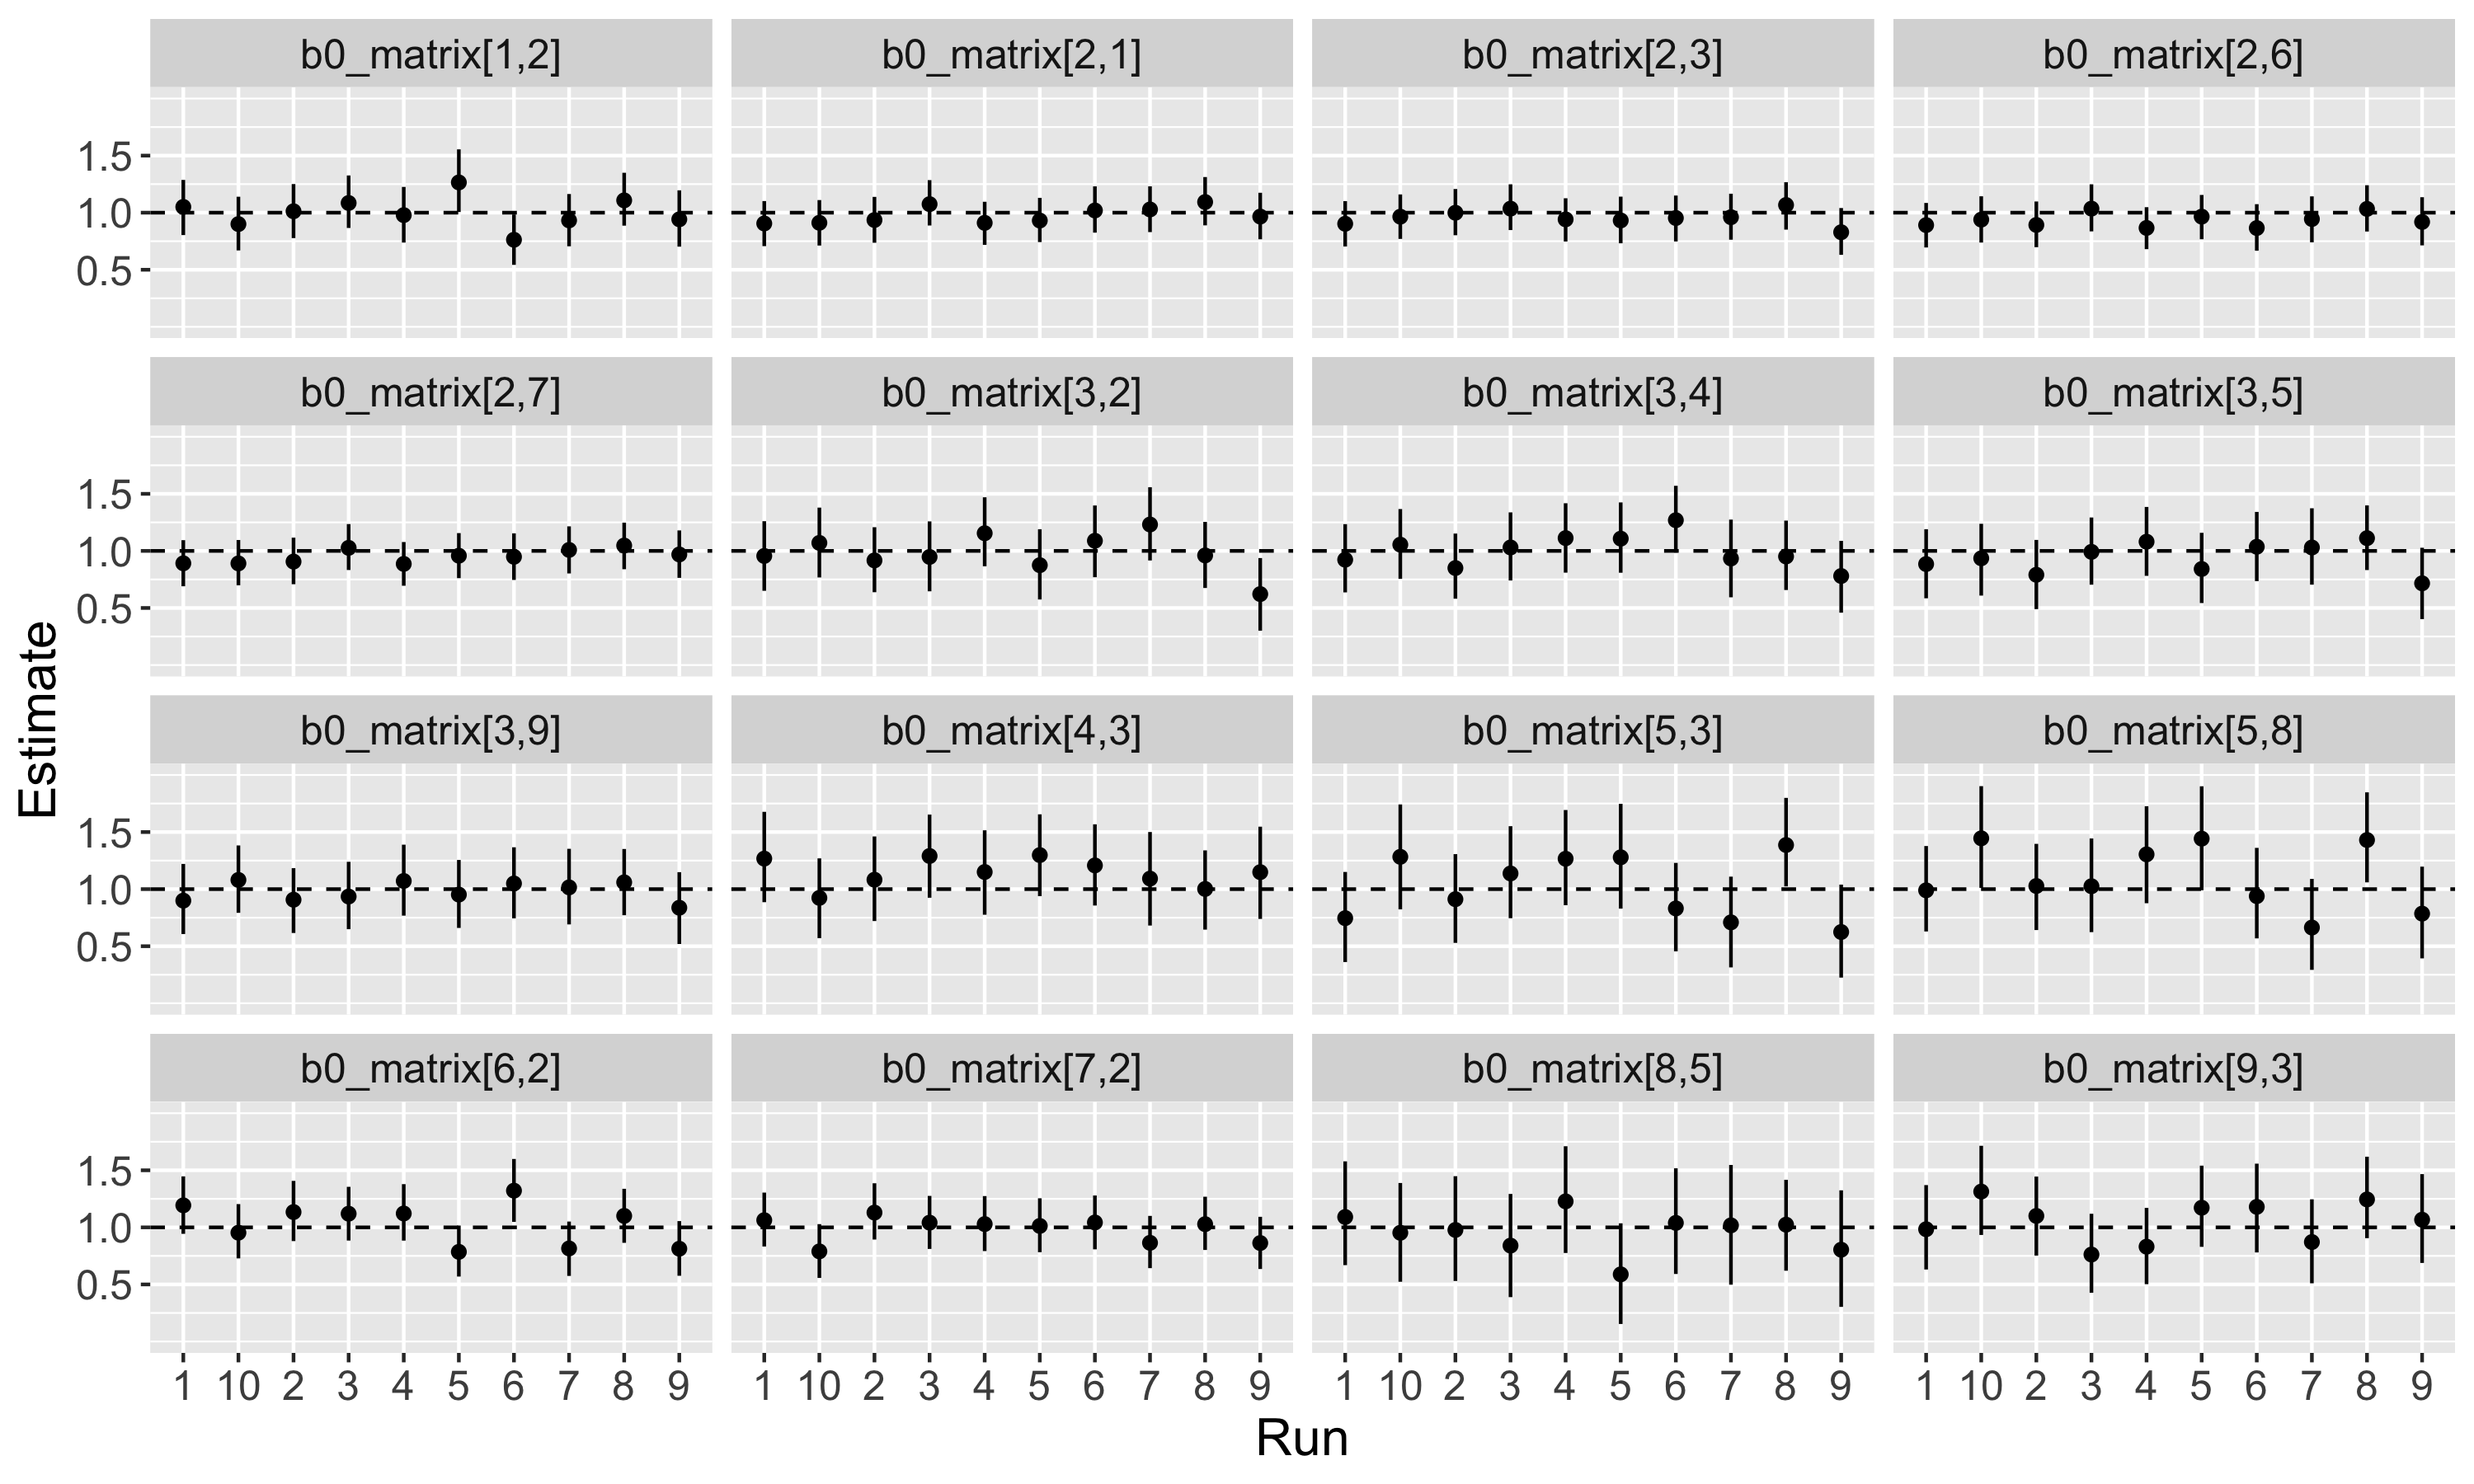 b0_matrix[1,2] b0_matrix[2,1] b0_matrix[2,3] b0_matrix[2,6]
1.5
1.0
0.5
b0_matrix[2,7] b0_matrix[3,2] b0_matrix[3,4] b0_matrix[3,5]
1.5
1.0
0.5
Estimate
b0_matrix[3,9] b0_matrix[4,3] b0_matrix[5,3] b0_matrix[5,8]
1.5
1.0
0.5
b0_matrix[6,2] b0_matrix[7,2] b0_matrix[8,5] b0_matrix[9,3]
1.5
1.0
0.5
1 10 2 3 4 5 6 7 8 9 1 10 2 3 4 5 6 7 8 9 1 10 2 3 4 5 6 7 8 9 1 10 2 3 4 5 6 7 8 9
Run